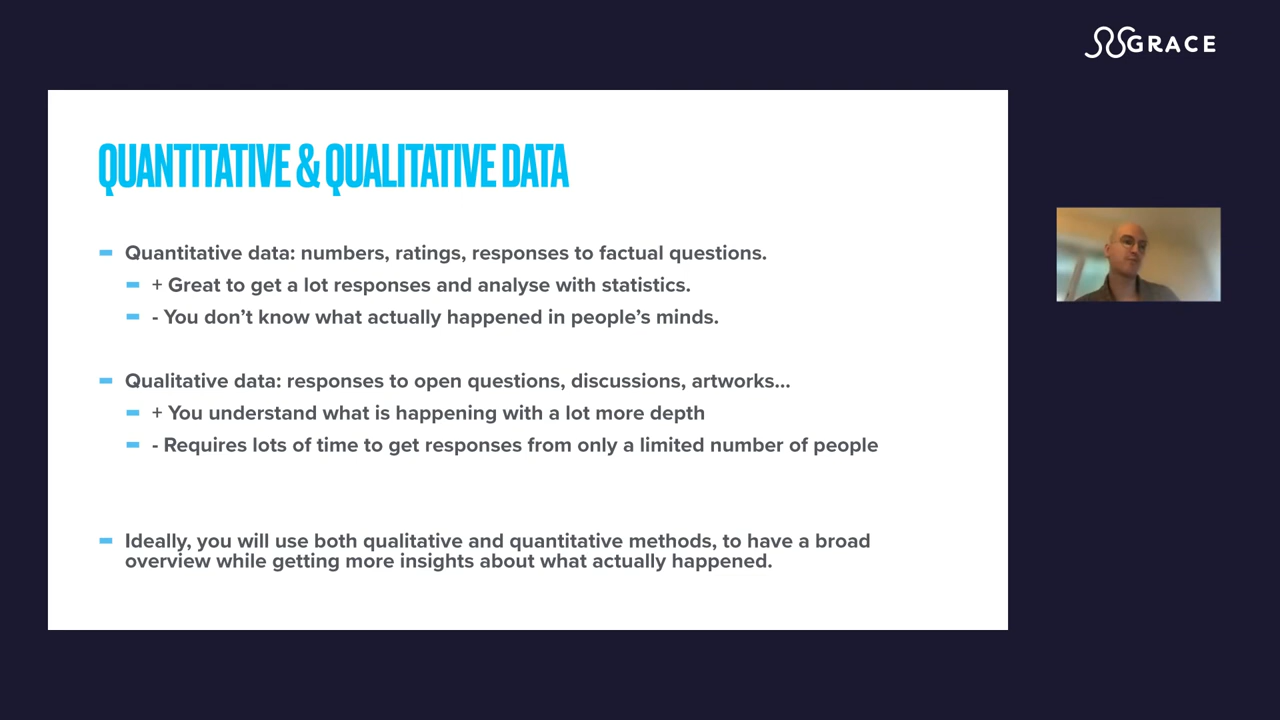 GRACE
QUANTITATIVE & QUALITATIVE DATA
Quantitative data: numbers, ratings, responses to factual questions.
+ Great to get a lot responses and analyse with statistics.
- You don’t know what actually happened in people’s minds.
Qualitative data: responses to open questions, discussions, artworks...
+ You understand what is happening with a lot more depth
- Requires lots of time to get responses from only a limited number of people
Ideally, you will use both qualitative and quantitative methods, to have a broad
overview while getting more insights about what actually happened.